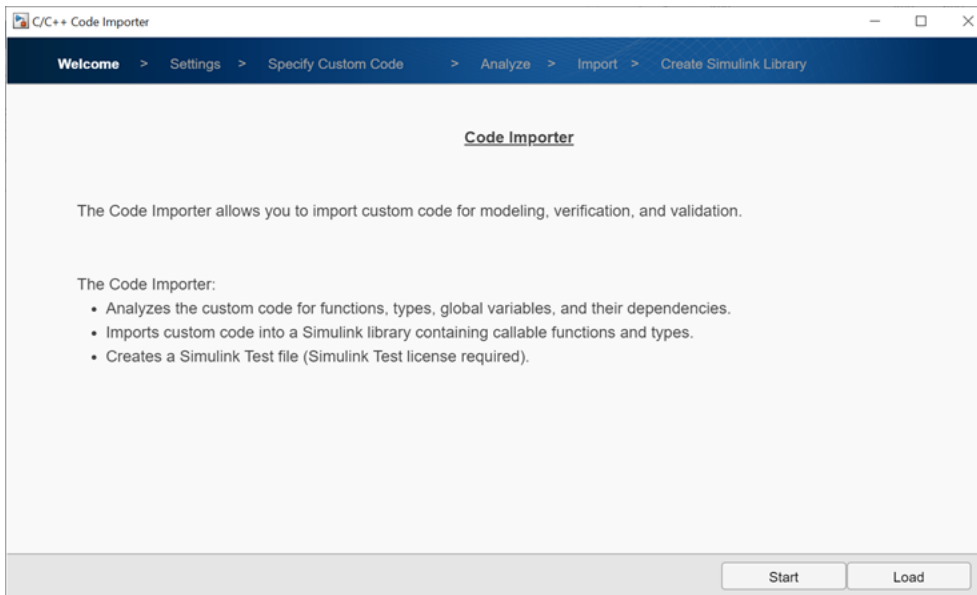 C/C++ Code Importer
Welcome > Settings > Specify Custom Code > Analyze > Import > Create Simulink Library
Code Importer
The Code Importer allows you to import custom code for modeling, verification, and validation.
The Code Importer:
• Analyzes the custom code for functions, types, global variables, and their dependencies.
• Imports custom code into a Simulink library containing callable functions and types.
• Creates a Simulink Test file (Simulink Test license required).
Start Load